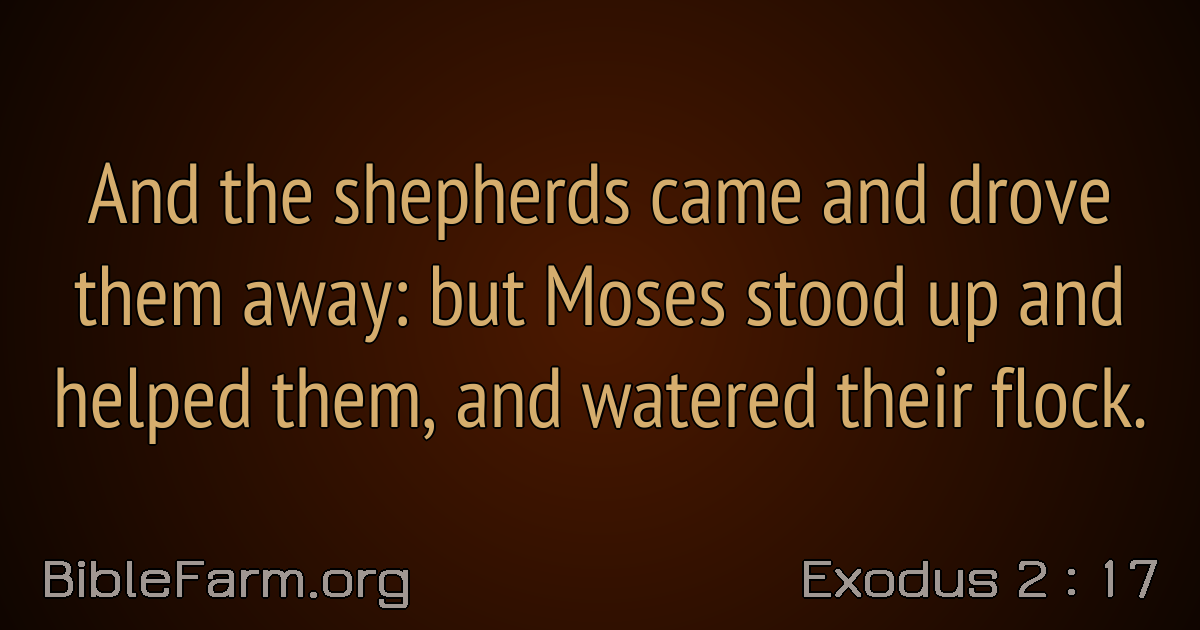 And the shepherds came and drove
them away: but Moses stood up and
helped them, and watered their flock.
BibleFarm.org
Exodus 2 : 17